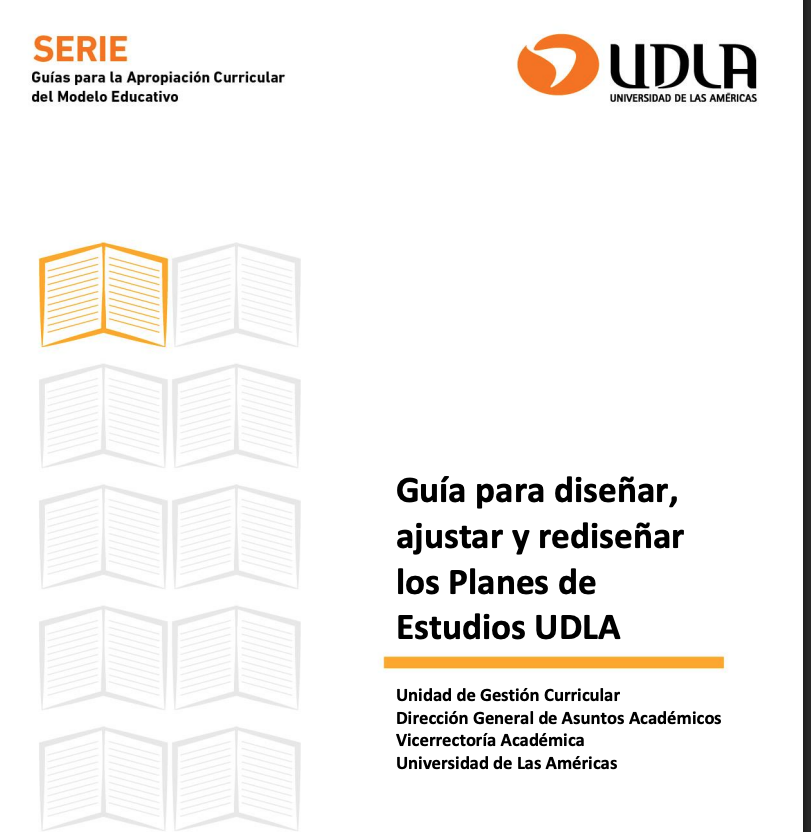 SERIE
Guías para la Apropiación Curricular
del Modelo Educativo
UDLA
UNIVERSIDAD DE LAS AMÉRICAS
Guía para diseñar,
ajustar y rediseñar
los Planes de
Estudios UDLA
Unidad de Gestión Curricular
Dirección General de Asuntos Académicos
Vicerrectoría Académica
Universidad de Las Américas